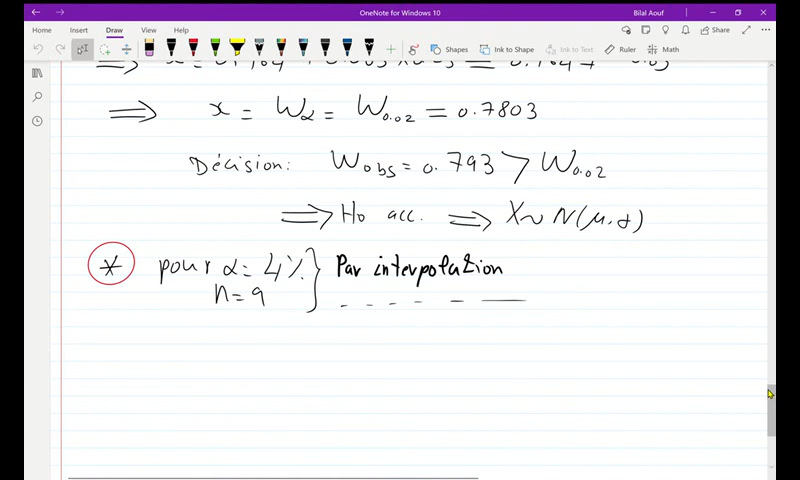 OneNote for Windows 10
Bilal Aouf
Home Insert Draw View Help
Share
Shapes Ink to Shape Ink to Text Ruler Math
⟹ x = W_α = W_0.02 = 0.7803
Décision: W_obs = 0.793 > W_0.02
⟹ H0 acc. ⟹ X ~ N(μ,σ)
* pour α = 4% } Par interpolation
n = 9